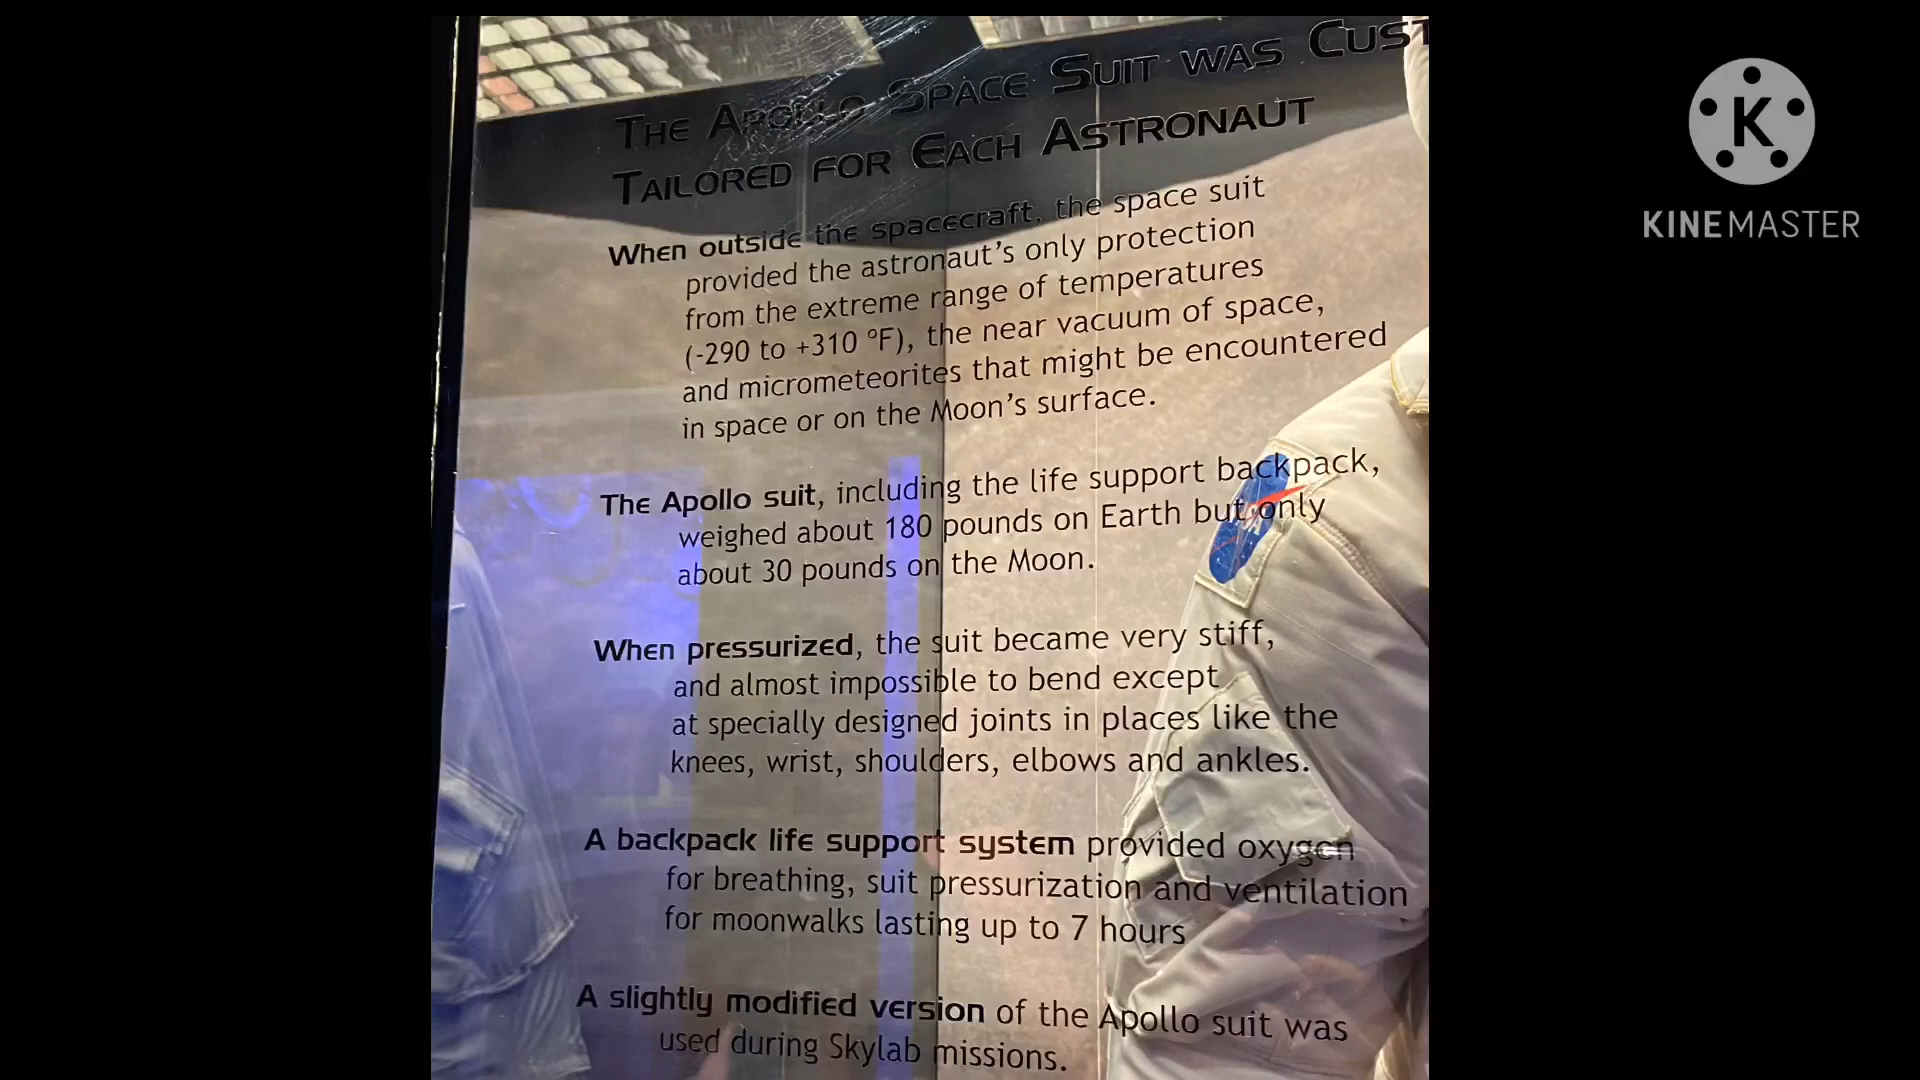 THE APOLLO SPACE SUIT WAS CUST
TAILORED FOR EACH ASTRONAUT
When outside the spacecraft, the space suit
provided the astronaut's only protection
from the extreme range of temperatures
(-290 to +310 °F), the near vacuum of space,
and micrometeorites that might be encountered
in space or on the Moon's surface.
The Apollo suit, including the life support backpack,
weighed about 180 pounds on Earth but only
about 30 pounds on the Moon.
When pressurized, the suit became very stiff,
and almost impossible to bend except
at specially designed joints in places like the
knees, wrist, shoulders, elbows and ankles.
A backpack life support system provided oxygen
for breathing, suit pressurization and ventilation
for moonwalks lasting up to 7 hours
A slightly modified version of the Apollo suit was
used during Skylab missions.
K
KINEMASTER